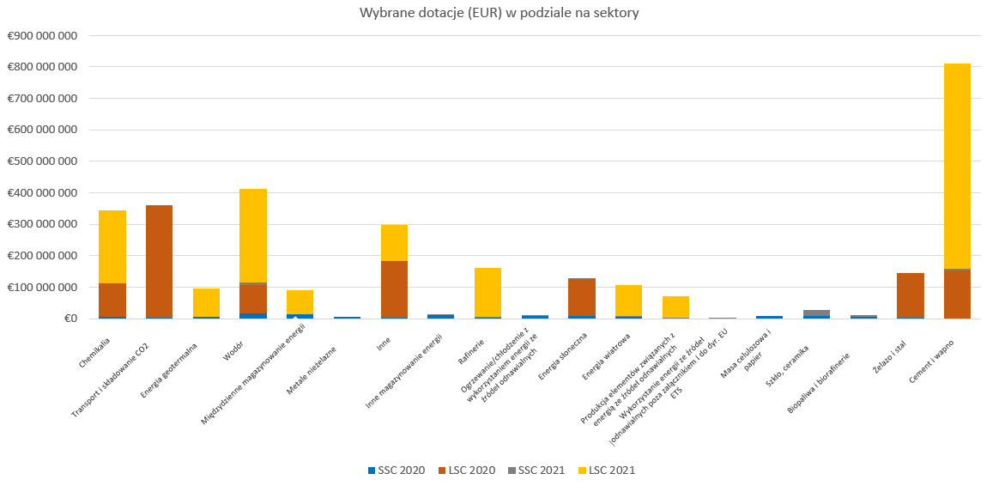 Wybrane dotacje (EUR) w podziale na sektory
€900 000 000
€800 000 000
€700 000 000
€600 000 000
€500 000 000
€400 000 000
€300 000 000
€200 000 000
€100 000 000
€0
Chemikalia
Transport i składowanie CO2
Energia geotermalna
Wodór
Międzydzienne magazynowanie energii
Metale nieżelazne
Inne
Inne magazynowanie energii
Rafinerie
Ogrzewanie/chłodzenie z
wykorzystaniem energii ze
źródeł odnawialnych
Energia słoneczna
Energia wiatrowa
Produkcja elementów związanych z
energią ze źródeł odnawialnych
Wykorzystanie energii ze źródeł
|odnawialnych poza załącznikiem I do dyr. EU
ETS
Masa celulozowa i
papier
Szkło, ceramika
Biopaliwa i biorafinerie
Żelazo i stal
Cement i wapno
SSC 2020
LSC 2020
SSC 2021
LSC 2021